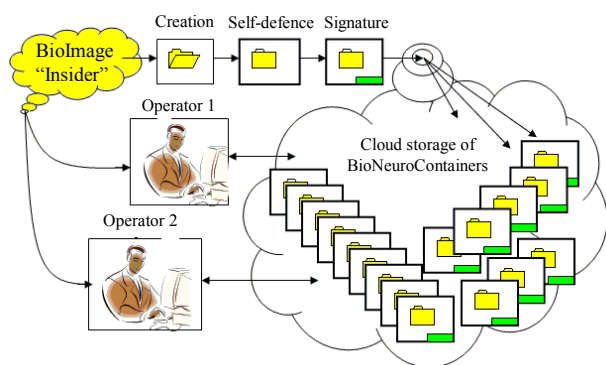 BioImage
“Insider”
Creation
Self-defence
Signature
Operator 1
Cloud storage of
BioNeuroContainers
Operator 2